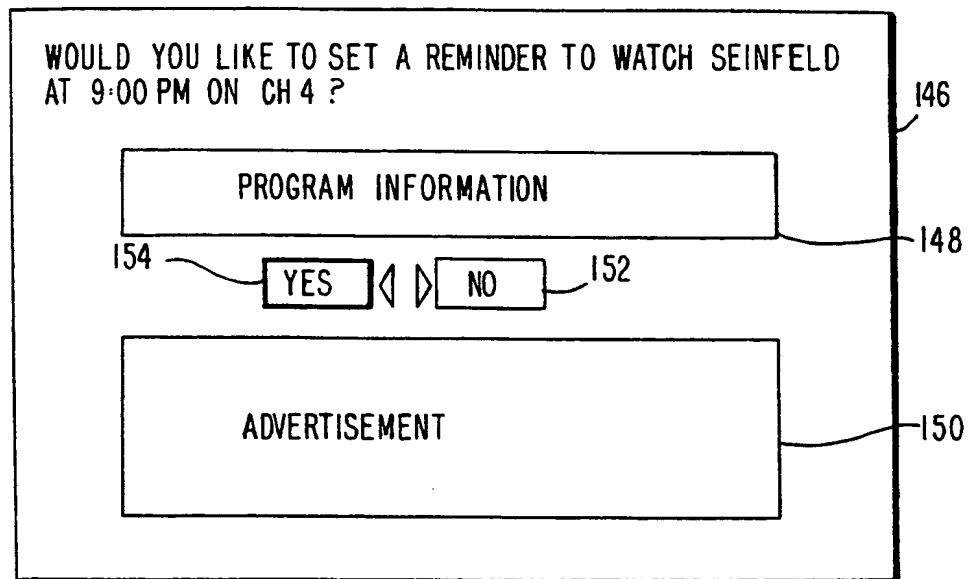 WOULD YOU LIKE TO SET A REMINDER TO WATCH SEINFELD
AT 9:00 PM ON CH 4 ?
146
PROGRAM INFORMATION
148
154
YES
NO
152
ADVERTISEMENT
150